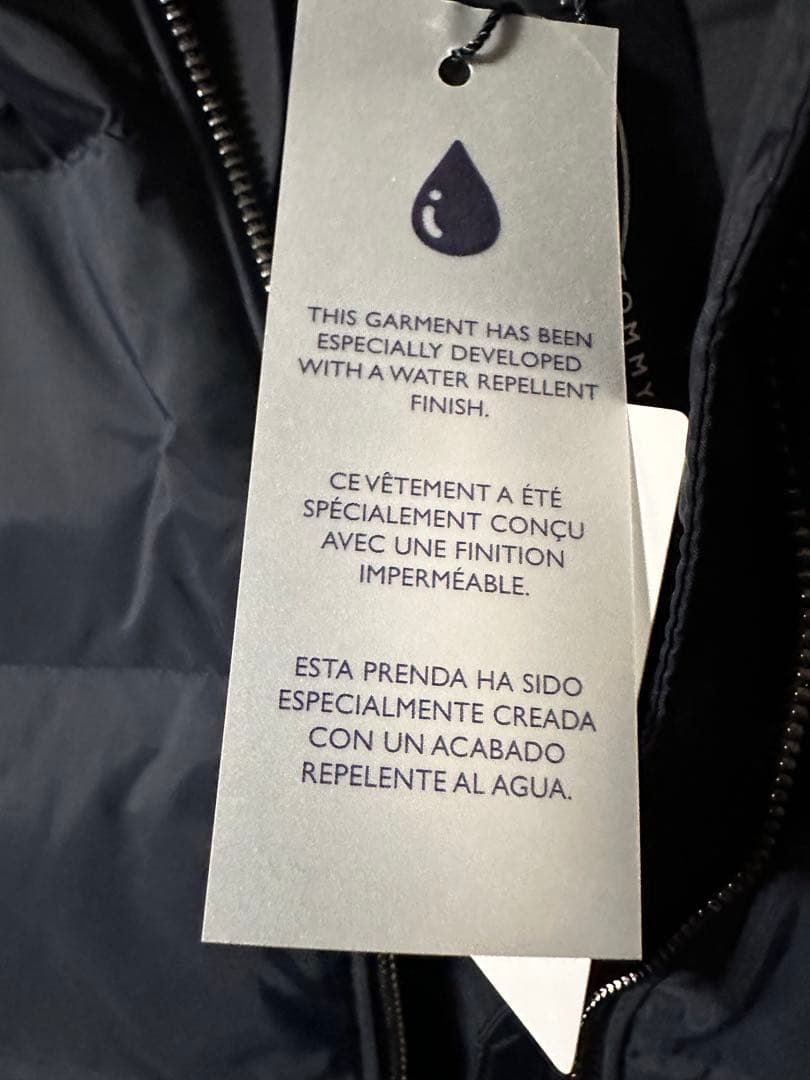 THIS GARMENT HAS BEEN
ESPECIALLY DEVELOPED
WITH A WATER REPELLENT
FINISH.
CE VÊTEMENT A ÉTÉ
SPÉCIALEMENT CONÇU
AVEC UNE FINITION
IMPERMÉABLE.
ESTA PRENDA HA SIDO
ESPECIALMENTE CREADA
CON UN ACABADO
REPELENTE AL AGUA.
TOMMY